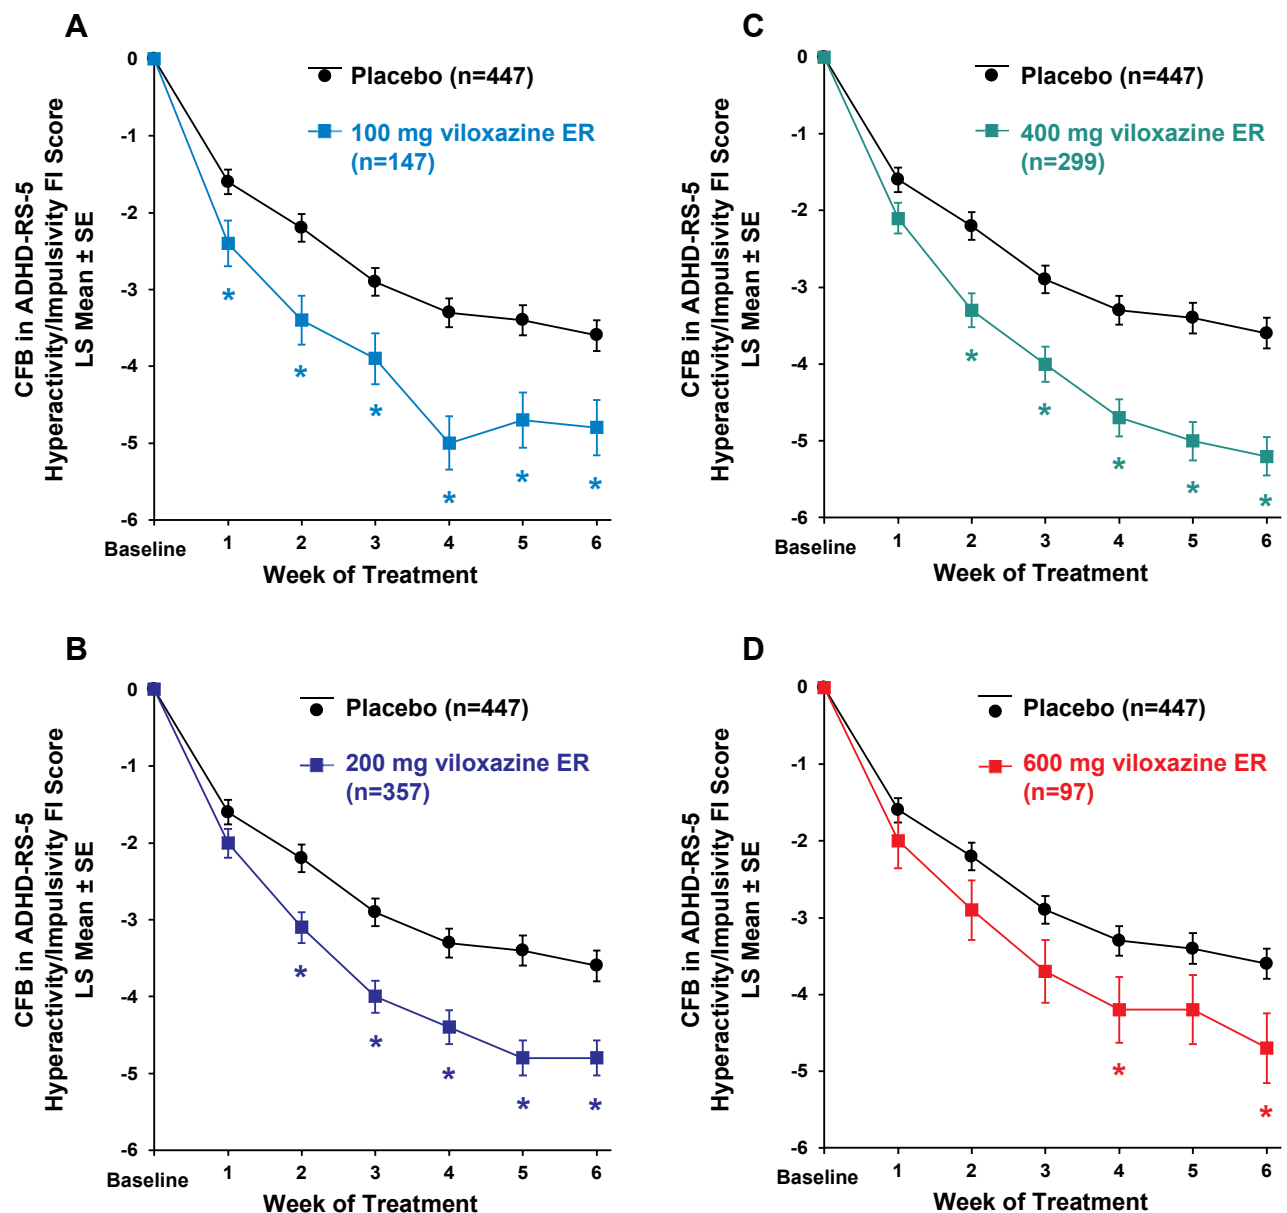 A
CFB in ADHD-RS-5
Hyperactivity/Impulsivity FI Score
LS Mean ± SE
0
-1
-2
-3
-4
-5
-6
Placebo (n=447)
100 mg viloxazine ER
(n=147)
*
*
*
*
*
*
Baseline
1
2
3
4
5
6
Week of Treatment
C
CFB in ADHD-RS-5
Hyperactivity/Impulsivity FI Score
LS Mean ± SE
0
-1
-2
-3
-4
-5
-6
Placebo (n=447)
400 mg viloxazine ER
(n=299)
*
*
*
*
*
Baseline
1
2
3
4
5
6
Week of Treatment
B
CFB in ADHD-RS-5
Hyperactivity/Impulsivity FI Score
LS Mean ± SE
0
-1
-2
-3
-4
-5
-6
Placebo (n=447)
200 mg viloxazine ER
(n=357)
*
*
*
*
*
Baseline
1
2
3
4
5
6
Week of Treatment
D
CFB in ADHD-RS-5
Hyperactivity/Impulsivity FI Score
LS Mean ± SE
0
-1
-2
-3
-4
-5
-6
Placebo (n=447)
600 mg viloxazine ER
(n=97)
*
*
Baseline
1
2
3
4
5
6
Week of Treatment